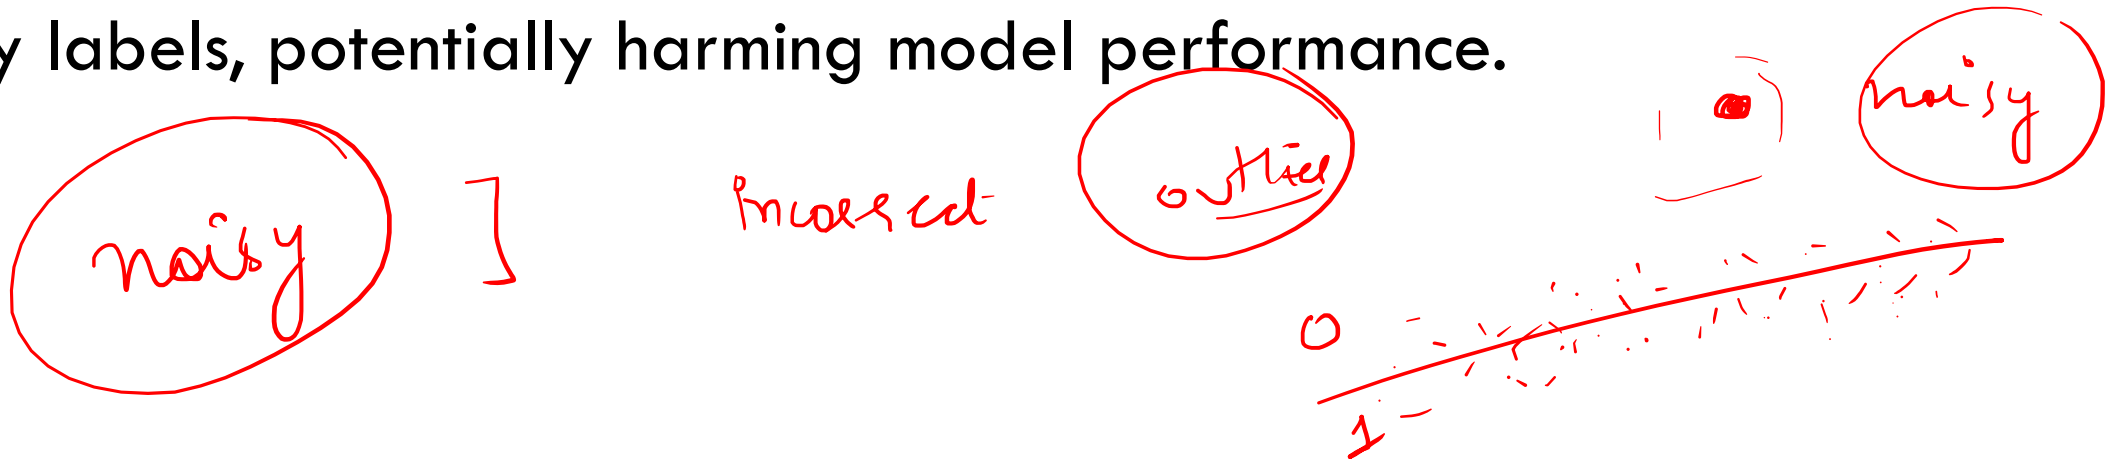 y labels, potentially harming model performance.
noisy
noisy ] incorrect outlier
0
1